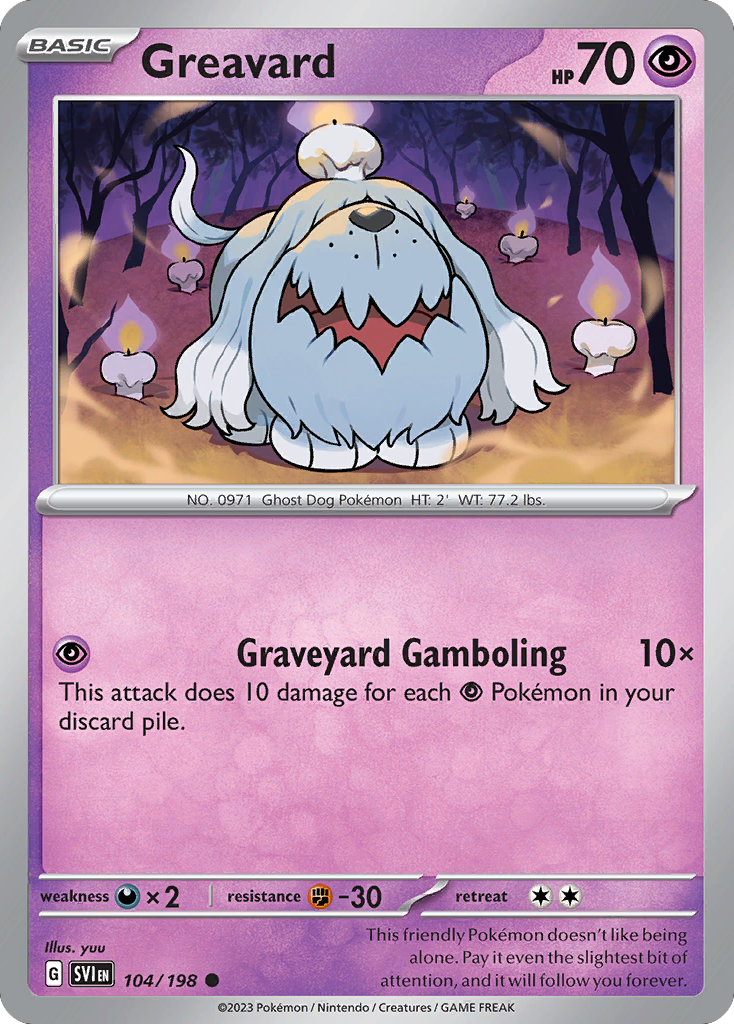 BASIC
Greavard
HP 70
NO. 0971 Ghost Dog Pokémon HT: 2' WT: 77.2 lbs.
Graveyard Gamboling 10×
This attack does 10 damage for each Pokémon in your
discard pile.
weakness ×2 resistance -30 retreat
Illus. yuu
This friendly Pokémon doesn't like being
alone. Pay it even the slightest bit of
attention, and it will follow you forever.
G SVI EN 104/198
©2023 Pokémon / Nintendo / Creatures / GAME FREAK